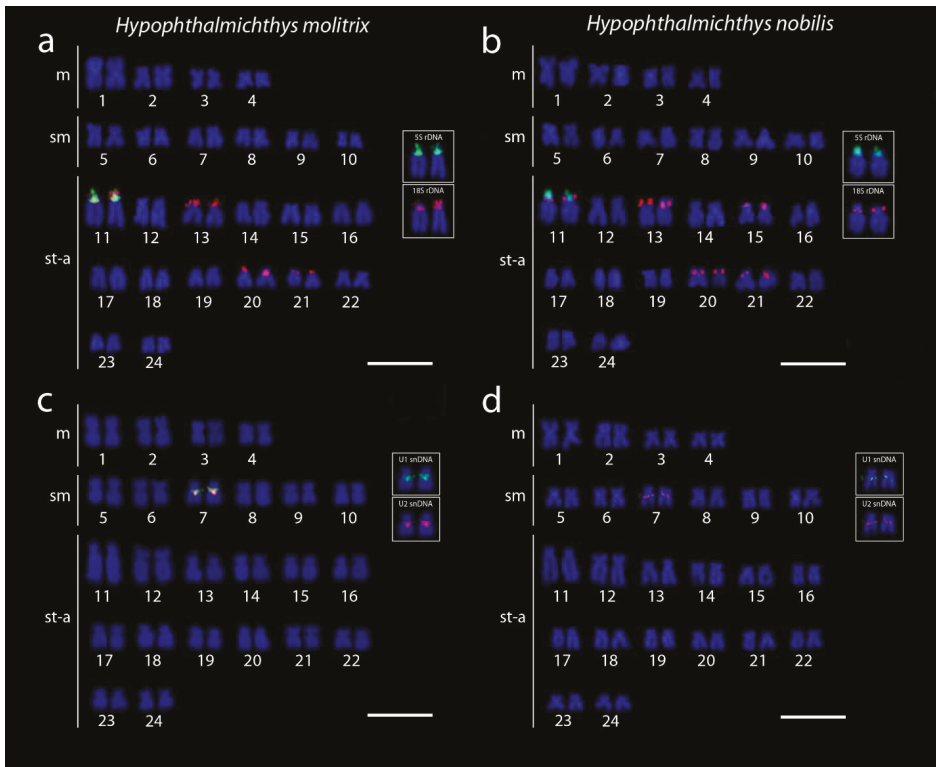 Hypophthalmichthys molitrix
Hypophthalmichthys nobilis
a
m
1 2 3 4
sm
5 6 7 8 9 10
5S rDNA
18S rDNA
st-a
11 12 13 14 15 16
17 18 19 20 21 22
23 24
b
1 2 3 4
5 6 7 8 9 10
5S rDNA
18S rDNA
11 12 13 14 15 16
17 18 19 20 21 22
23 24
c
m
1 2 3 4
U1 snDNA
sm
5 6 7 8 9 10
U2 snDNA
st-a
11 12 13 14 15 16
17 18 19 20 21 22
23 24
d
1 2 3 4
U1 snDNA
5 6 7 8 9 10
U2 snDNA
11 12 13 14 15 16
17 18 19 20 21 22
23 24